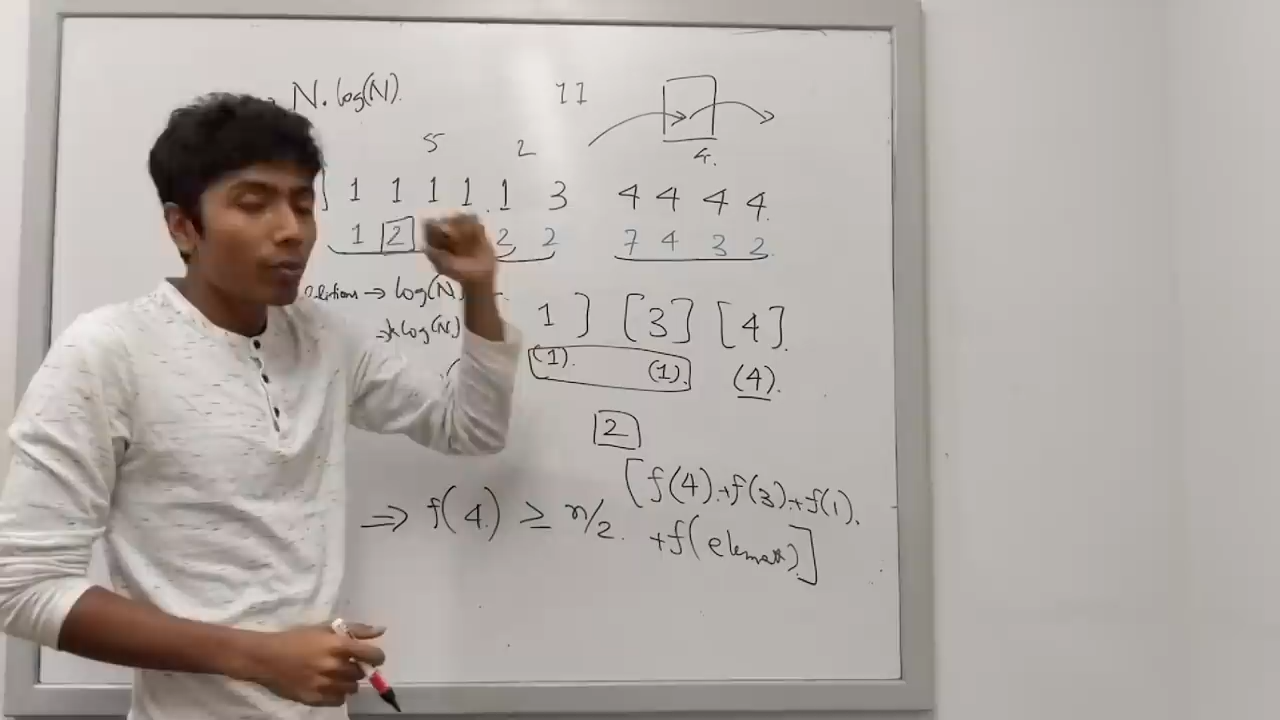 N.log(N).
11
5 2 4.
] 1 1 1 1 1 3 4 4 4 4
1 2 2 2 7 4 3 2
→ log(N)
→ k log(N) 1] [3] [4].
(1). (1). (4).
2
[f(4)+f(3)+f(1).
⇒ f(4) ≥ n/2. +f(element)]